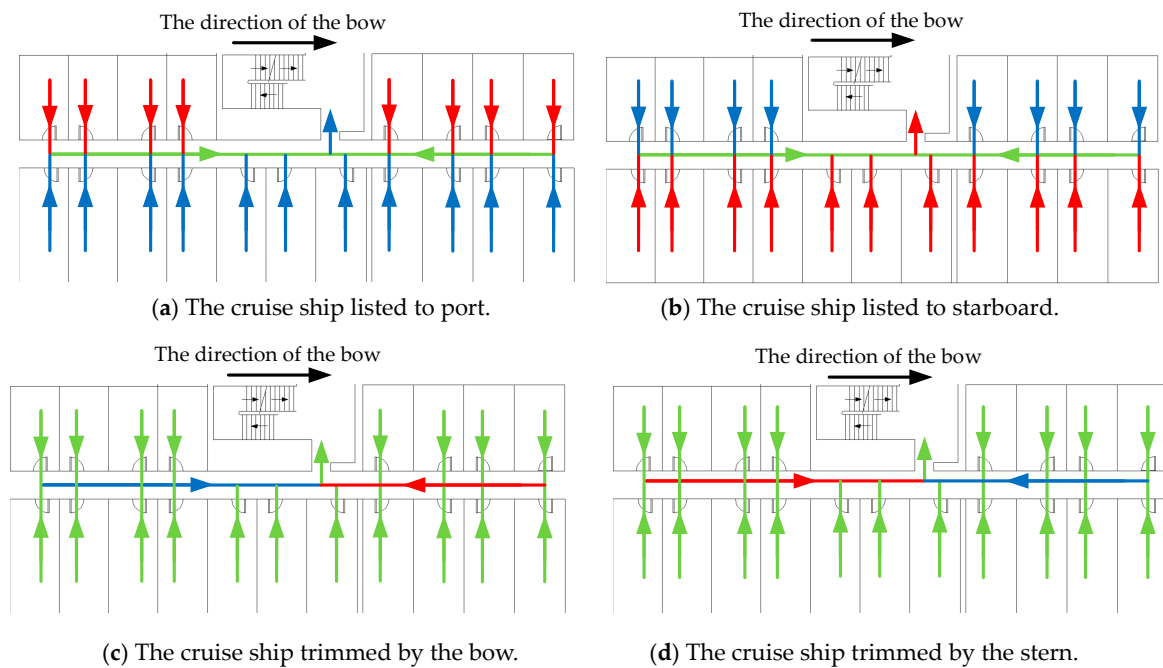 The direction of the bow
The direction of the bow
(a) The cruise ship listed to port.
(b) The cruise ship listed to starboard.
The direction of the bow
The direction of the bow
(c) The cruise ship trimmed by the bow.
(d) The cruise ship trimmed by the stern.